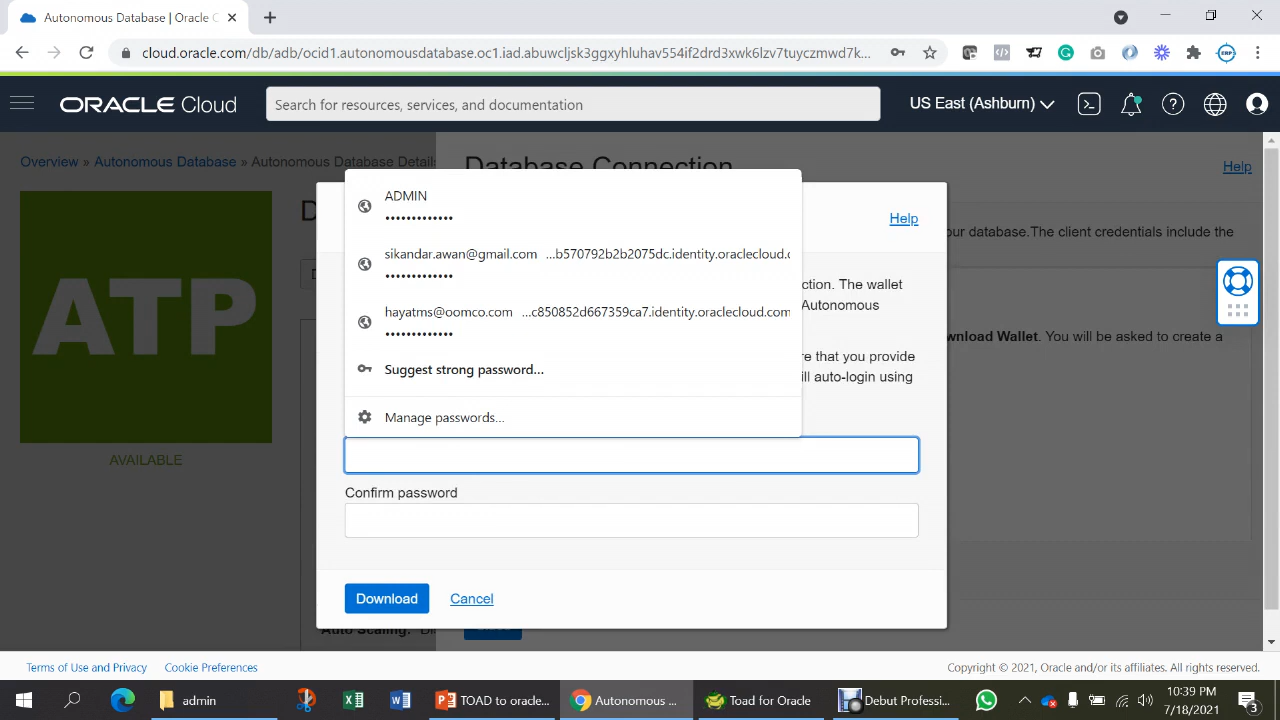 Autonomous Database | Oracle C
cloud.oracle.com/db/adb/ocid1.autonomousdatabase.oc1.iad.abuwcljsk3ggxyhluhav554if2drd3xwk6lzv7tuyczmwd7k...
ORACLE Cloud
Search for resources, services, and documentation
US East (Ashburn)
Overview » Autonomous Database » Autonomous Database Details
Database Connection
Help
ADMIN
•••••••••••••
Help
our database.The client credentials include the
sikandar.awan@gmail.com ...b570792b2b2075dc.identity.oraclecloud.c
•••••••••••••
ction. The wallet
Autonomous
hayatms@oomco.com ...c850852d667359ca7.identity.oraclecloud.com
•••••••••••••
wnload Wallet. You will be asked to create a
re that you provide
Suggest strong password...
ill auto-login using
Manage passwords...
ATP
AVAILABLE
Confirm password
Download
Cancel
Auto Scaling:
Terms of Use and Privacy
Cookie Preferences
Copyright © 2021, Oracle and/or its affiliates. All rights reserved.
admin
TOAD to oracle...
Autonomous ...
Toad for Oracle
Debut Professi...
10:39 PM
7/18/2021
3